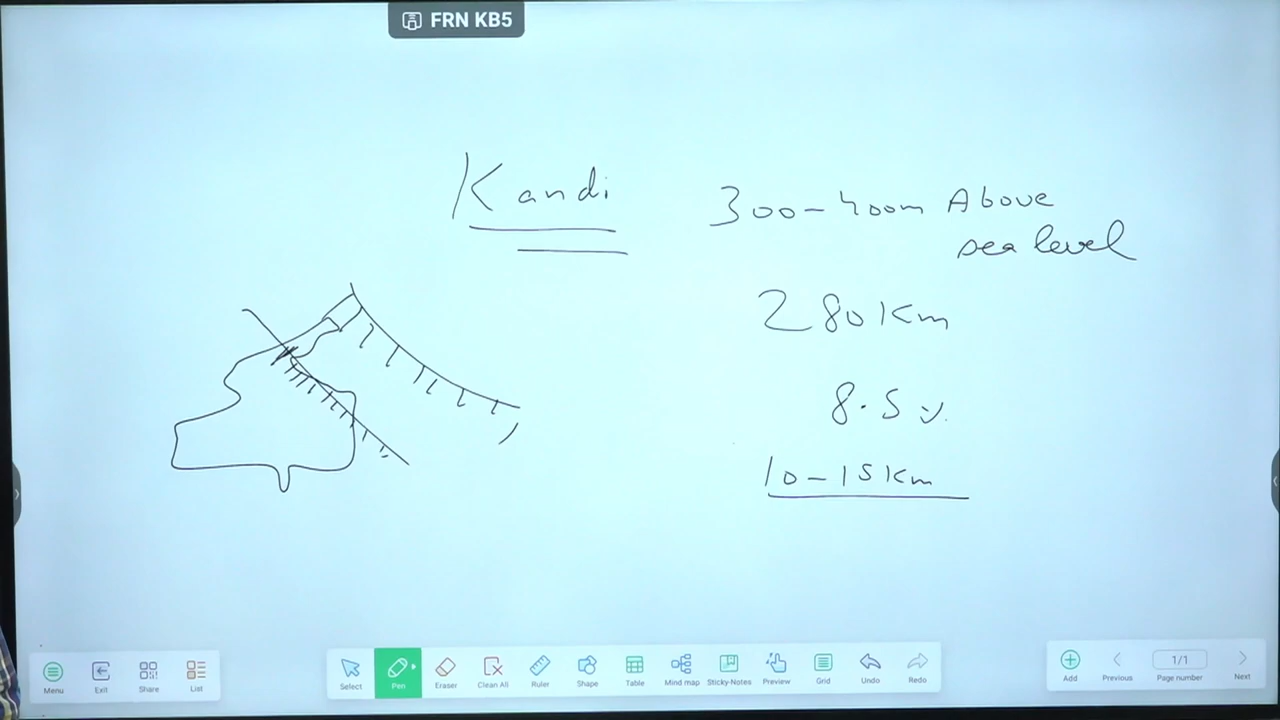 FRN KB5
Kandi
300-400m Above
sea level
280 Km
8.5 %
10-15 Km
Menu
Exit
Share
List
Select
Pen
Eraser
Clean All
Ruler
Shape
Table
Mind map
Sticky-Notes
Preview
Grid
Undo
Redo
Add
Previous
1/1
Page number
Next